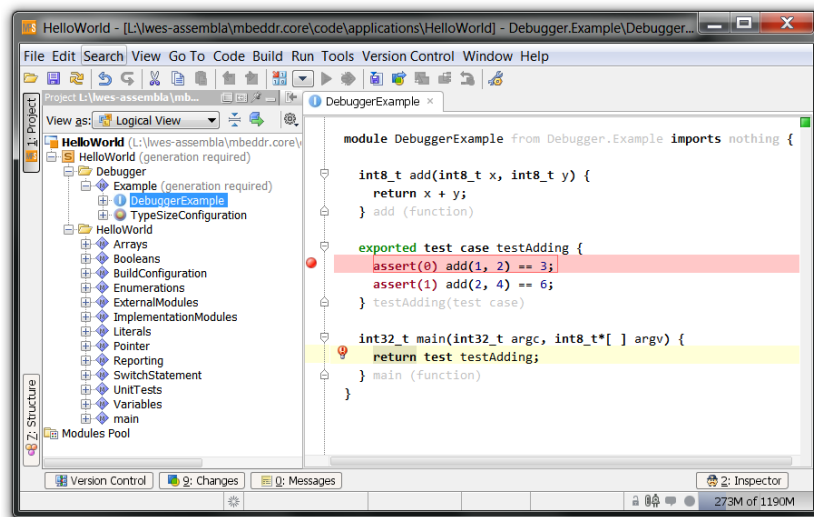 HelloWorld - [L:\lwes-assembla\mbeddr.core\code\applications\HelloWorld] - Debugger.Example\Debugger...
File Edit Search View Go To Code Build Run Tools Version Control Window Help
Project L:\lwes-assembla\mb...
DebuggerExample ×
1: Project
View as: Logical View
HelloWorld (L:\lwes-assembla\mbeddr.core\
HelloWorld (generation required)
Debugger
Example (generation required)
DebuggerExample
TypeSizeConfiguration
HelloWorld
Arrays
Booleans
BuildConfiguration
Enumerations
ExternalModules
ImplementationModules
Literals
Pointer
Reporting
SwitchStatement
UnitTests
Variables
main
Modules Pool
Z: Structure
module DebuggerExample from Debugger.Example imports nothing {
int8_t add(int8_t x, int8_t y) {
return x + y;
} add (function)
exported test case testAdding {
assert(0) add(1, 2) == 3;
assert(1) add(2, 4) == 6;
} testAdding(test case)
int32_t main(int32_t argc, int8_t*[ ] argv) {
return test testAdding;
} main (function)
}
Version Control
9: Changes
0: Messages
2: Inspector
273M of 1190M